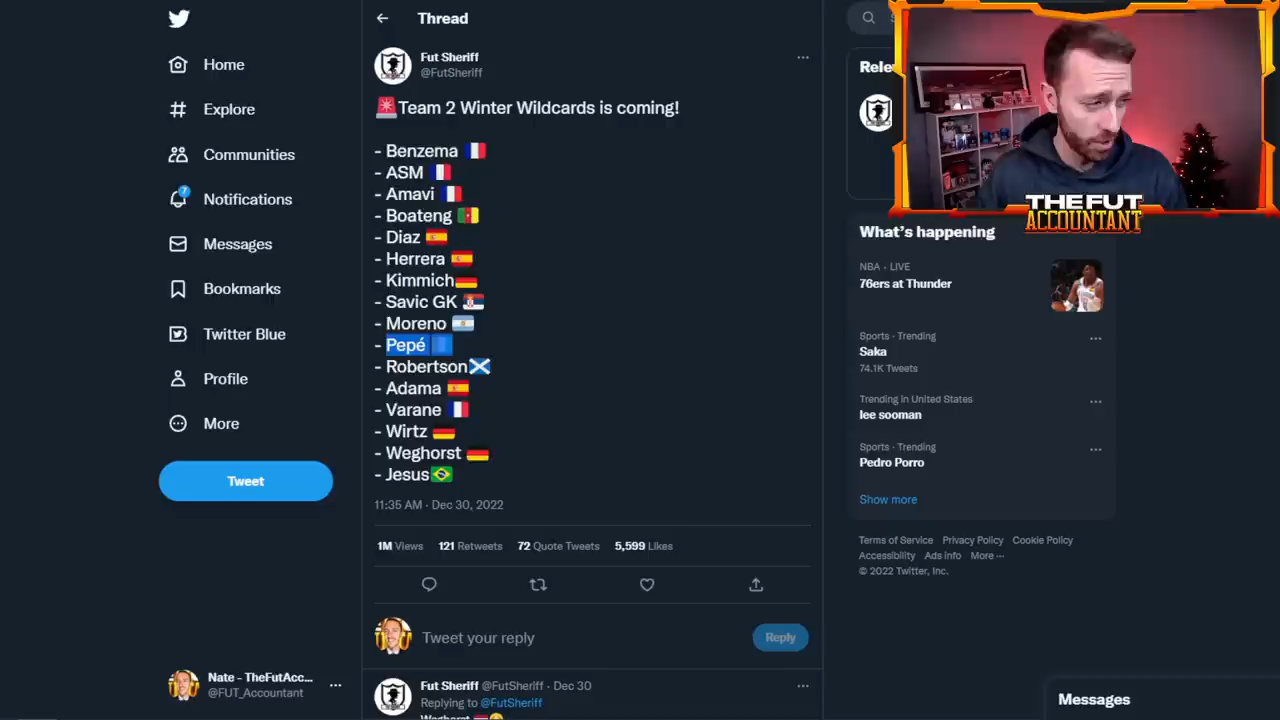 Home
Explore
Communities
7
Notifications
Messages
Bookmarks
Twitter Blue
Profile
More
Tweet
Nate - TheFutAcc...
@FUT_Accountant
Thread
Fut Sheriff
@FutSheriff
🚨Team 2 Winter Wildcards is coming!
- Benzema 🇫🇷
- ASM 🇫🇷
- Amavi 🇫🇷
- Boateng 🇨🇲
- Diaz 🇪🇸
- Herrera 🇪🇸
- Kimmich🇩🇪
- Savic GK 🇷🇸
- Moreno 🇦🇷
- Pepé
- Robertson🏴󠁧󠁢󠁳󠁣󠁴󠁿
- Adama 🇪🇸
- Varane 🇫🇷
- Wirtz 🇩🇪
- Weghorst 🇩🇪
- Jesus🇧🇷
11:35 AM · Dec 30, 2022
1M Views 121 Retweets 72 Quote Tweets 5,599 Likes
Tweet your reply
Reply
Fut Sheriff @FutSheriff · Dec 30
Replying to @FutSheriff
Weghorst
THE FUT
ACCOUNTANT
What's happening
NBA · LIVE
76ers at Thunder
Sports · Trending
Saka
74.1K Tweets
Trending in United States
lee sooman
Sports · Trending
Pedro Porro
Show more
Terms of Service Privacy Policy Cookie Policy
Accessibility Ads info More ···
© 2022 Twitter, Inc.
Messages